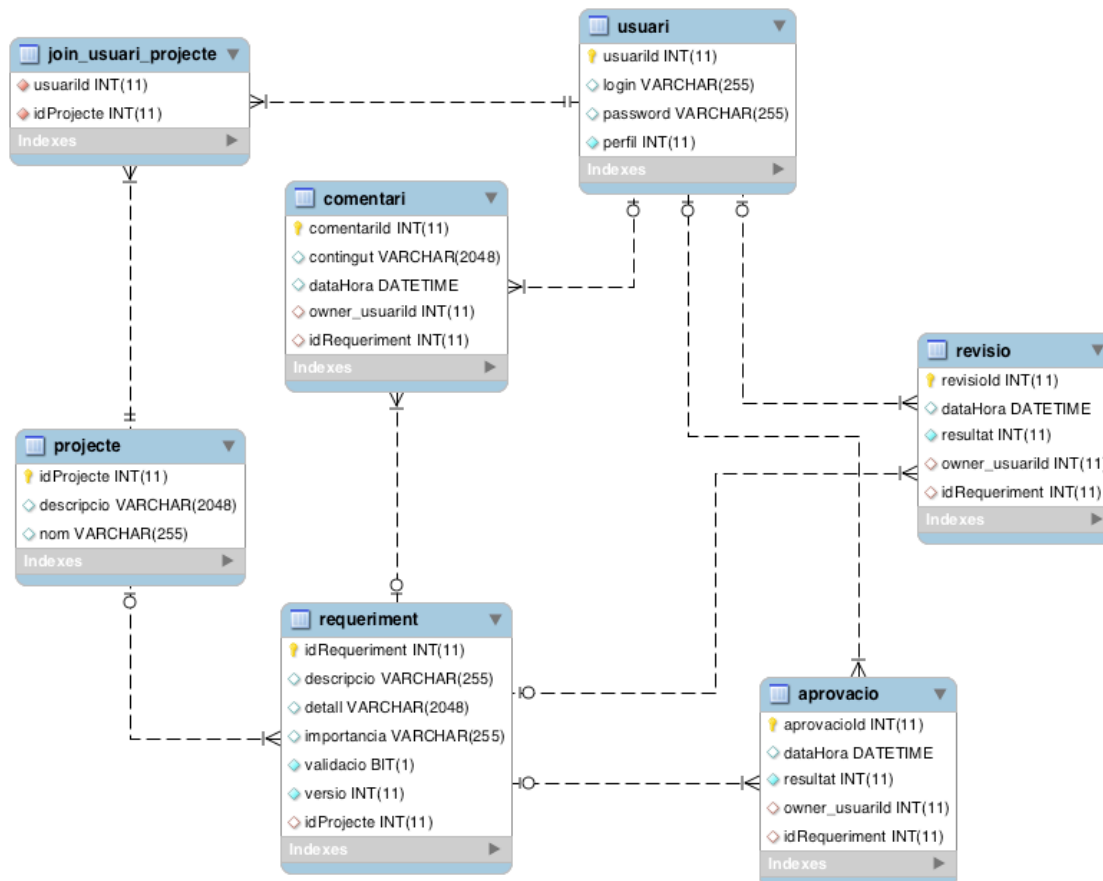 join_usuari_projecte
usuariId INT(11)
idProjecte INT(11)
Indexes
usuari
usuariId INT(11)
login VARCHAR(255)
password VARCHAR(255)
perfil INT(11)
Indexes
comentari
comentariId INT(11)
contingut VARCHAR(2048)
dataHora DATETIME
owner_usuariId INT(11)
idRequeriment INT(11)
Indexes
revisio
revisioId INT(11)
dataHora DATETIME
resultat INT(11)
owner_usuariId INT(11)
idRequeriment INT(11)
Indexes
projecte
idProjecte INT(11)
descripcio VARCHAR(2048)
nom VARCHAR(255)
Indexes
requeriment
idRequeriment INT(11)
descripcio VARCHAR(255)
detall VARCHAR(2048)
importancia VARCHAR(255)
validacio BIT(1)
versio INT(11)
idProjecte INT(11)
Indexes
aprovacio
aprovacioId INT(11)
dataHora DATETIME
resultat INT(11)
owner_usuariId INT(11)
idRequeriment INT(11)
Indexes